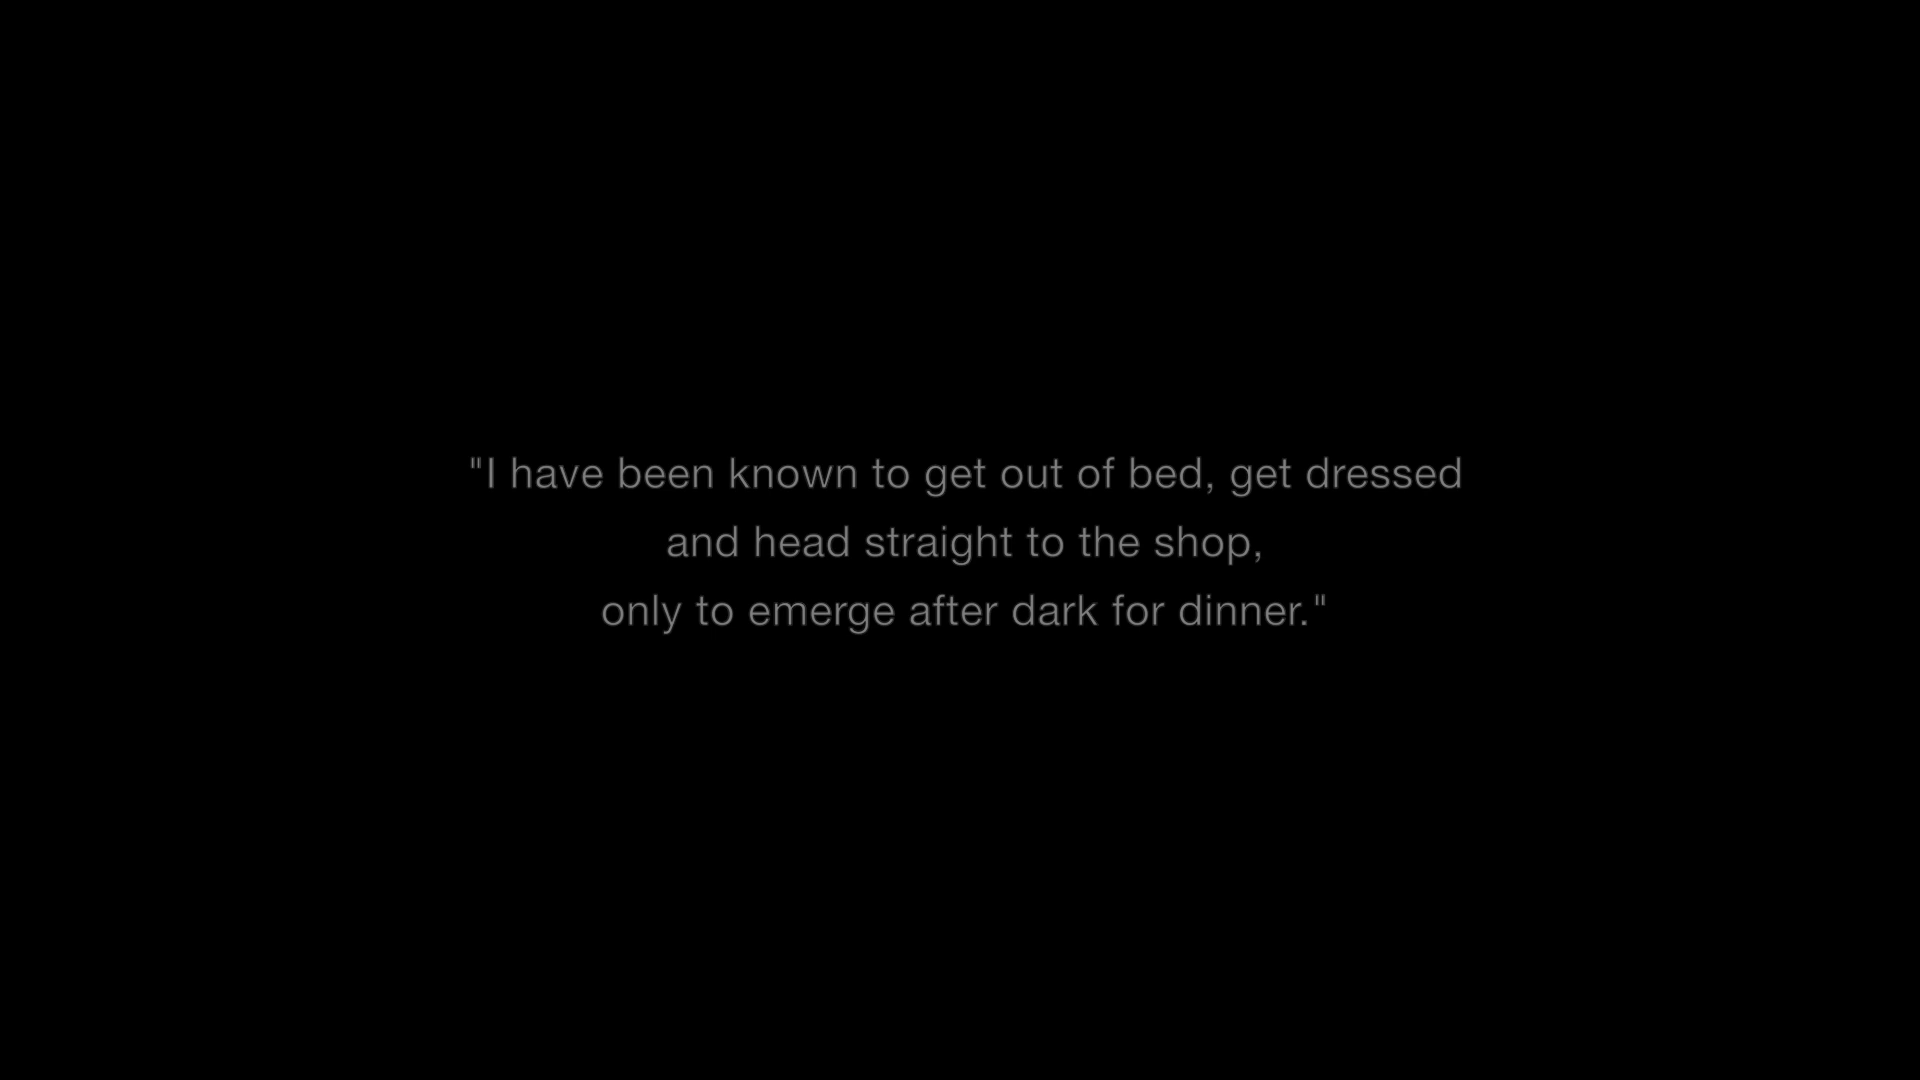 "I have been known to get out of bed, get dressed
and head straight to the shop,
only to emerge after dark for dinner."